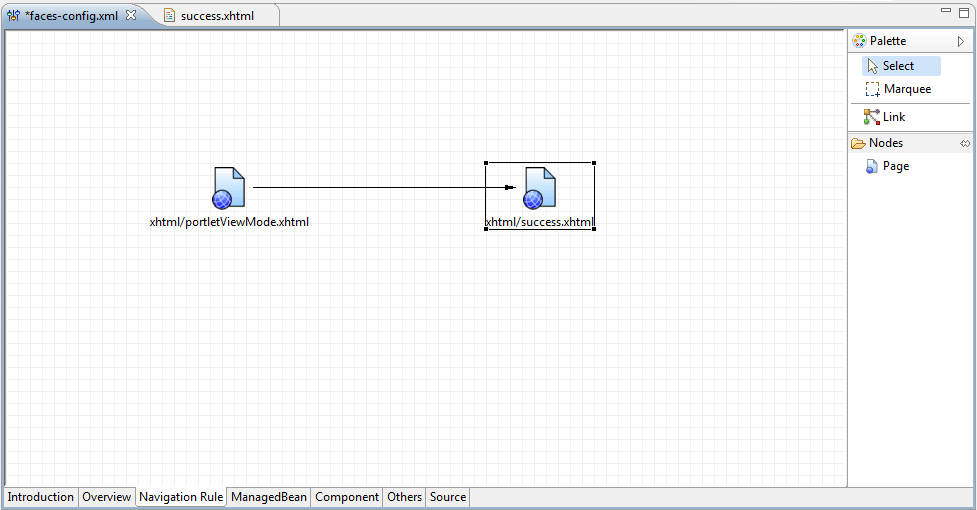 *faces-config.xml success.xhtml
Palette
Select
Marquee
Link
Nodes
Page
xhtml/portletViewMode.xhtml xhtml/success.xhtml
Introduction Overview Navigation Rule ManagedBean Component Others Source